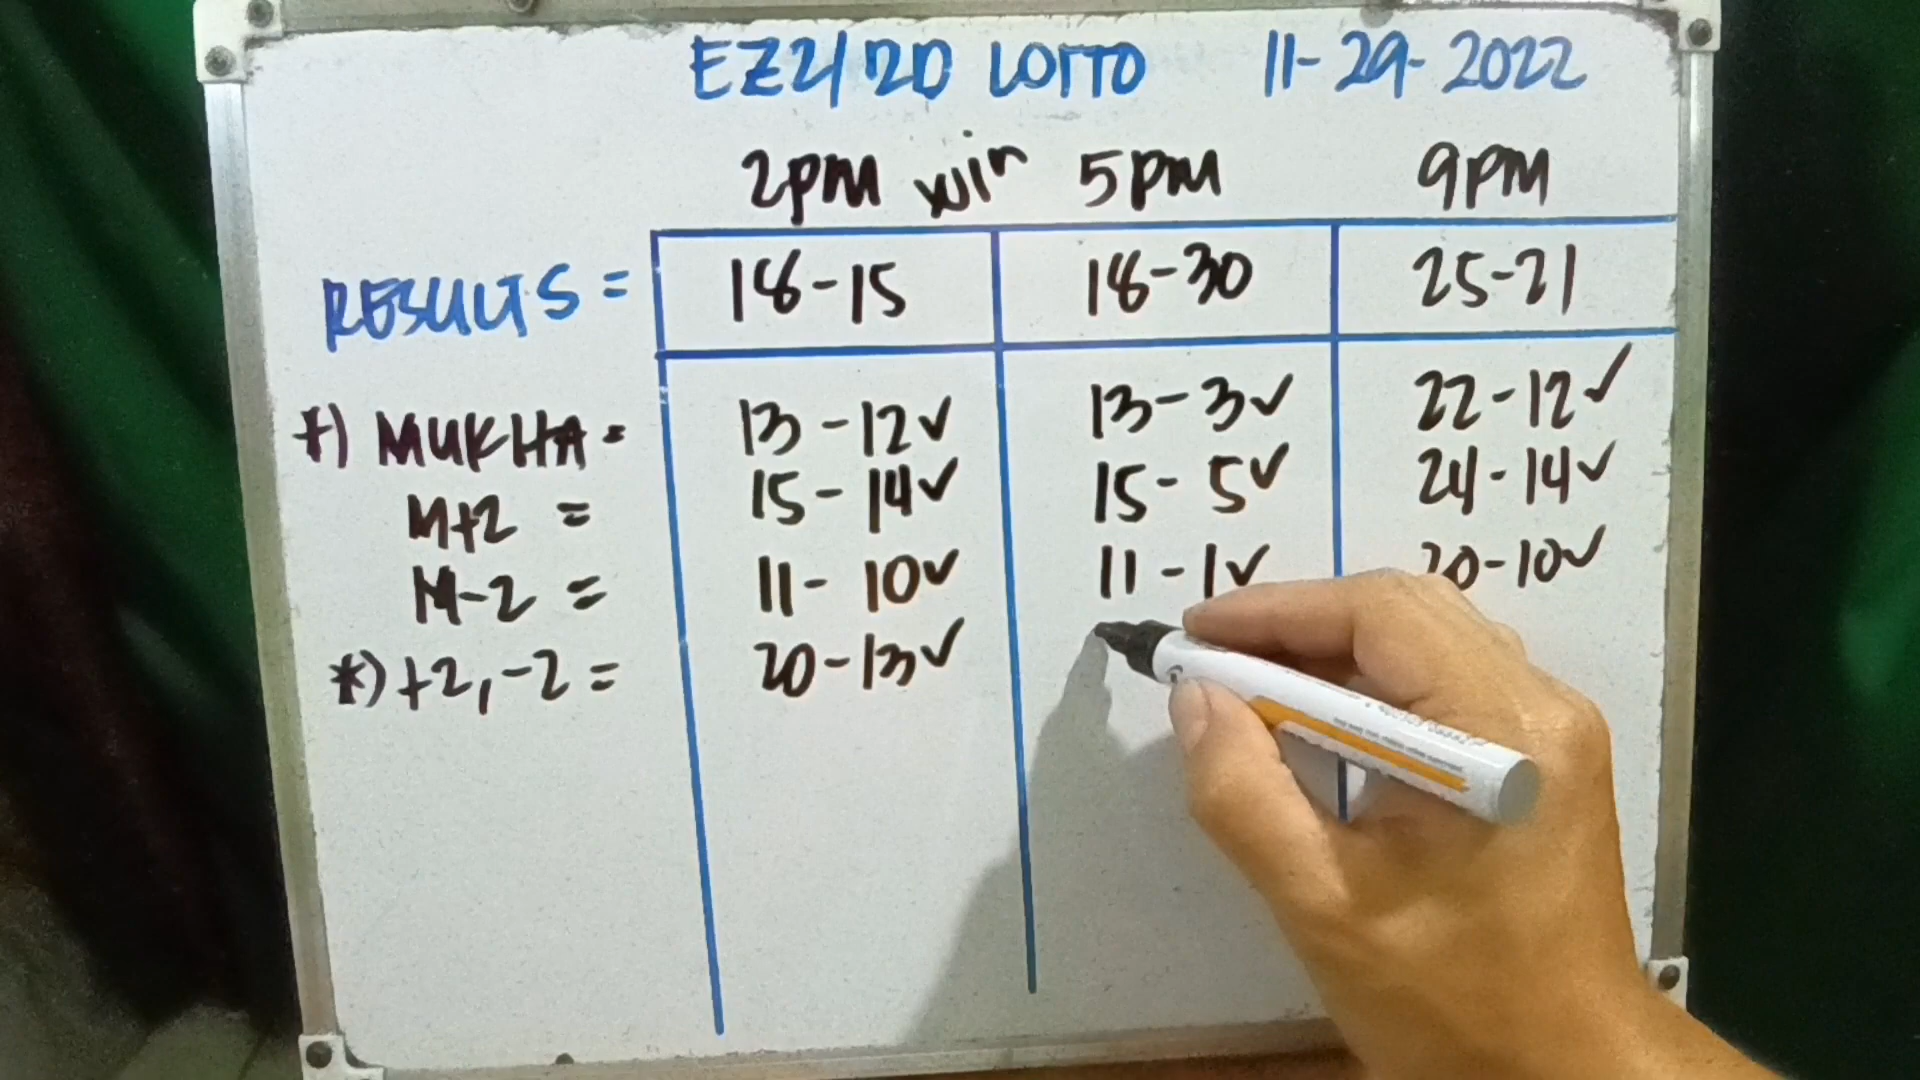 EZ2/2D LOTTO 11-29-2022
2PM win 5PM 9PM
RESULTS = 18-15 18-30 25-21
*) MUKHA = 13-12✓ 13-3✓ 22-12✓
M+2 = 15-14✓ 15-5✓ 24-14✓
M-2 = 11-10✓ 11-1✓ 20-10✓
*) +2,-2 = 20-13✓